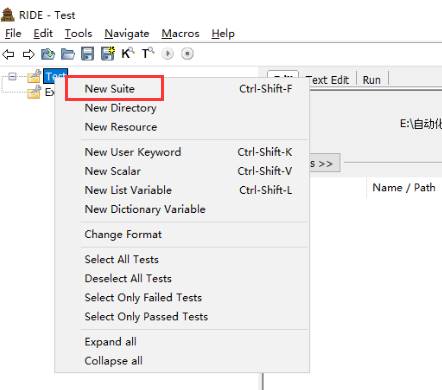 RIDE - Test
File Edit Tools Navigate Macros Help
K T
Test
Edit Text Edit Run
New Suite Ctrl-Shift-F
New Directory
New Resource
E:\自动化
New User Keyword Ctrl-Shift-K
New Scalar Ctrl-Shift-V
s >>
New List Variable Ctrl-Shift-L
Name / Path
New Dictionary Variable
Change Format
Select All Tests
Deselect All Tests
Select Only Failed Tests
Select Only Passed Tests
Expand all
Collapse all